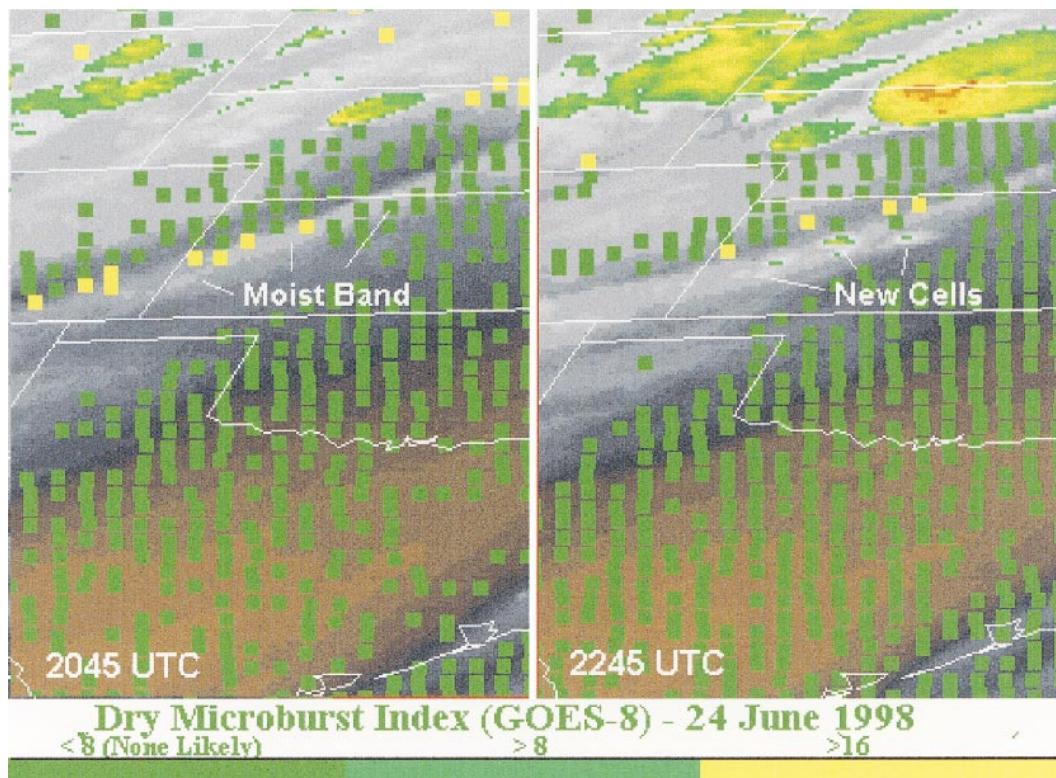 Moist Band
New Cells
2045 UTC
2245 UTC
Dry Microburst Index (GOES-8) - 24 June 1998
< 8 (None Likely) > 8 >16